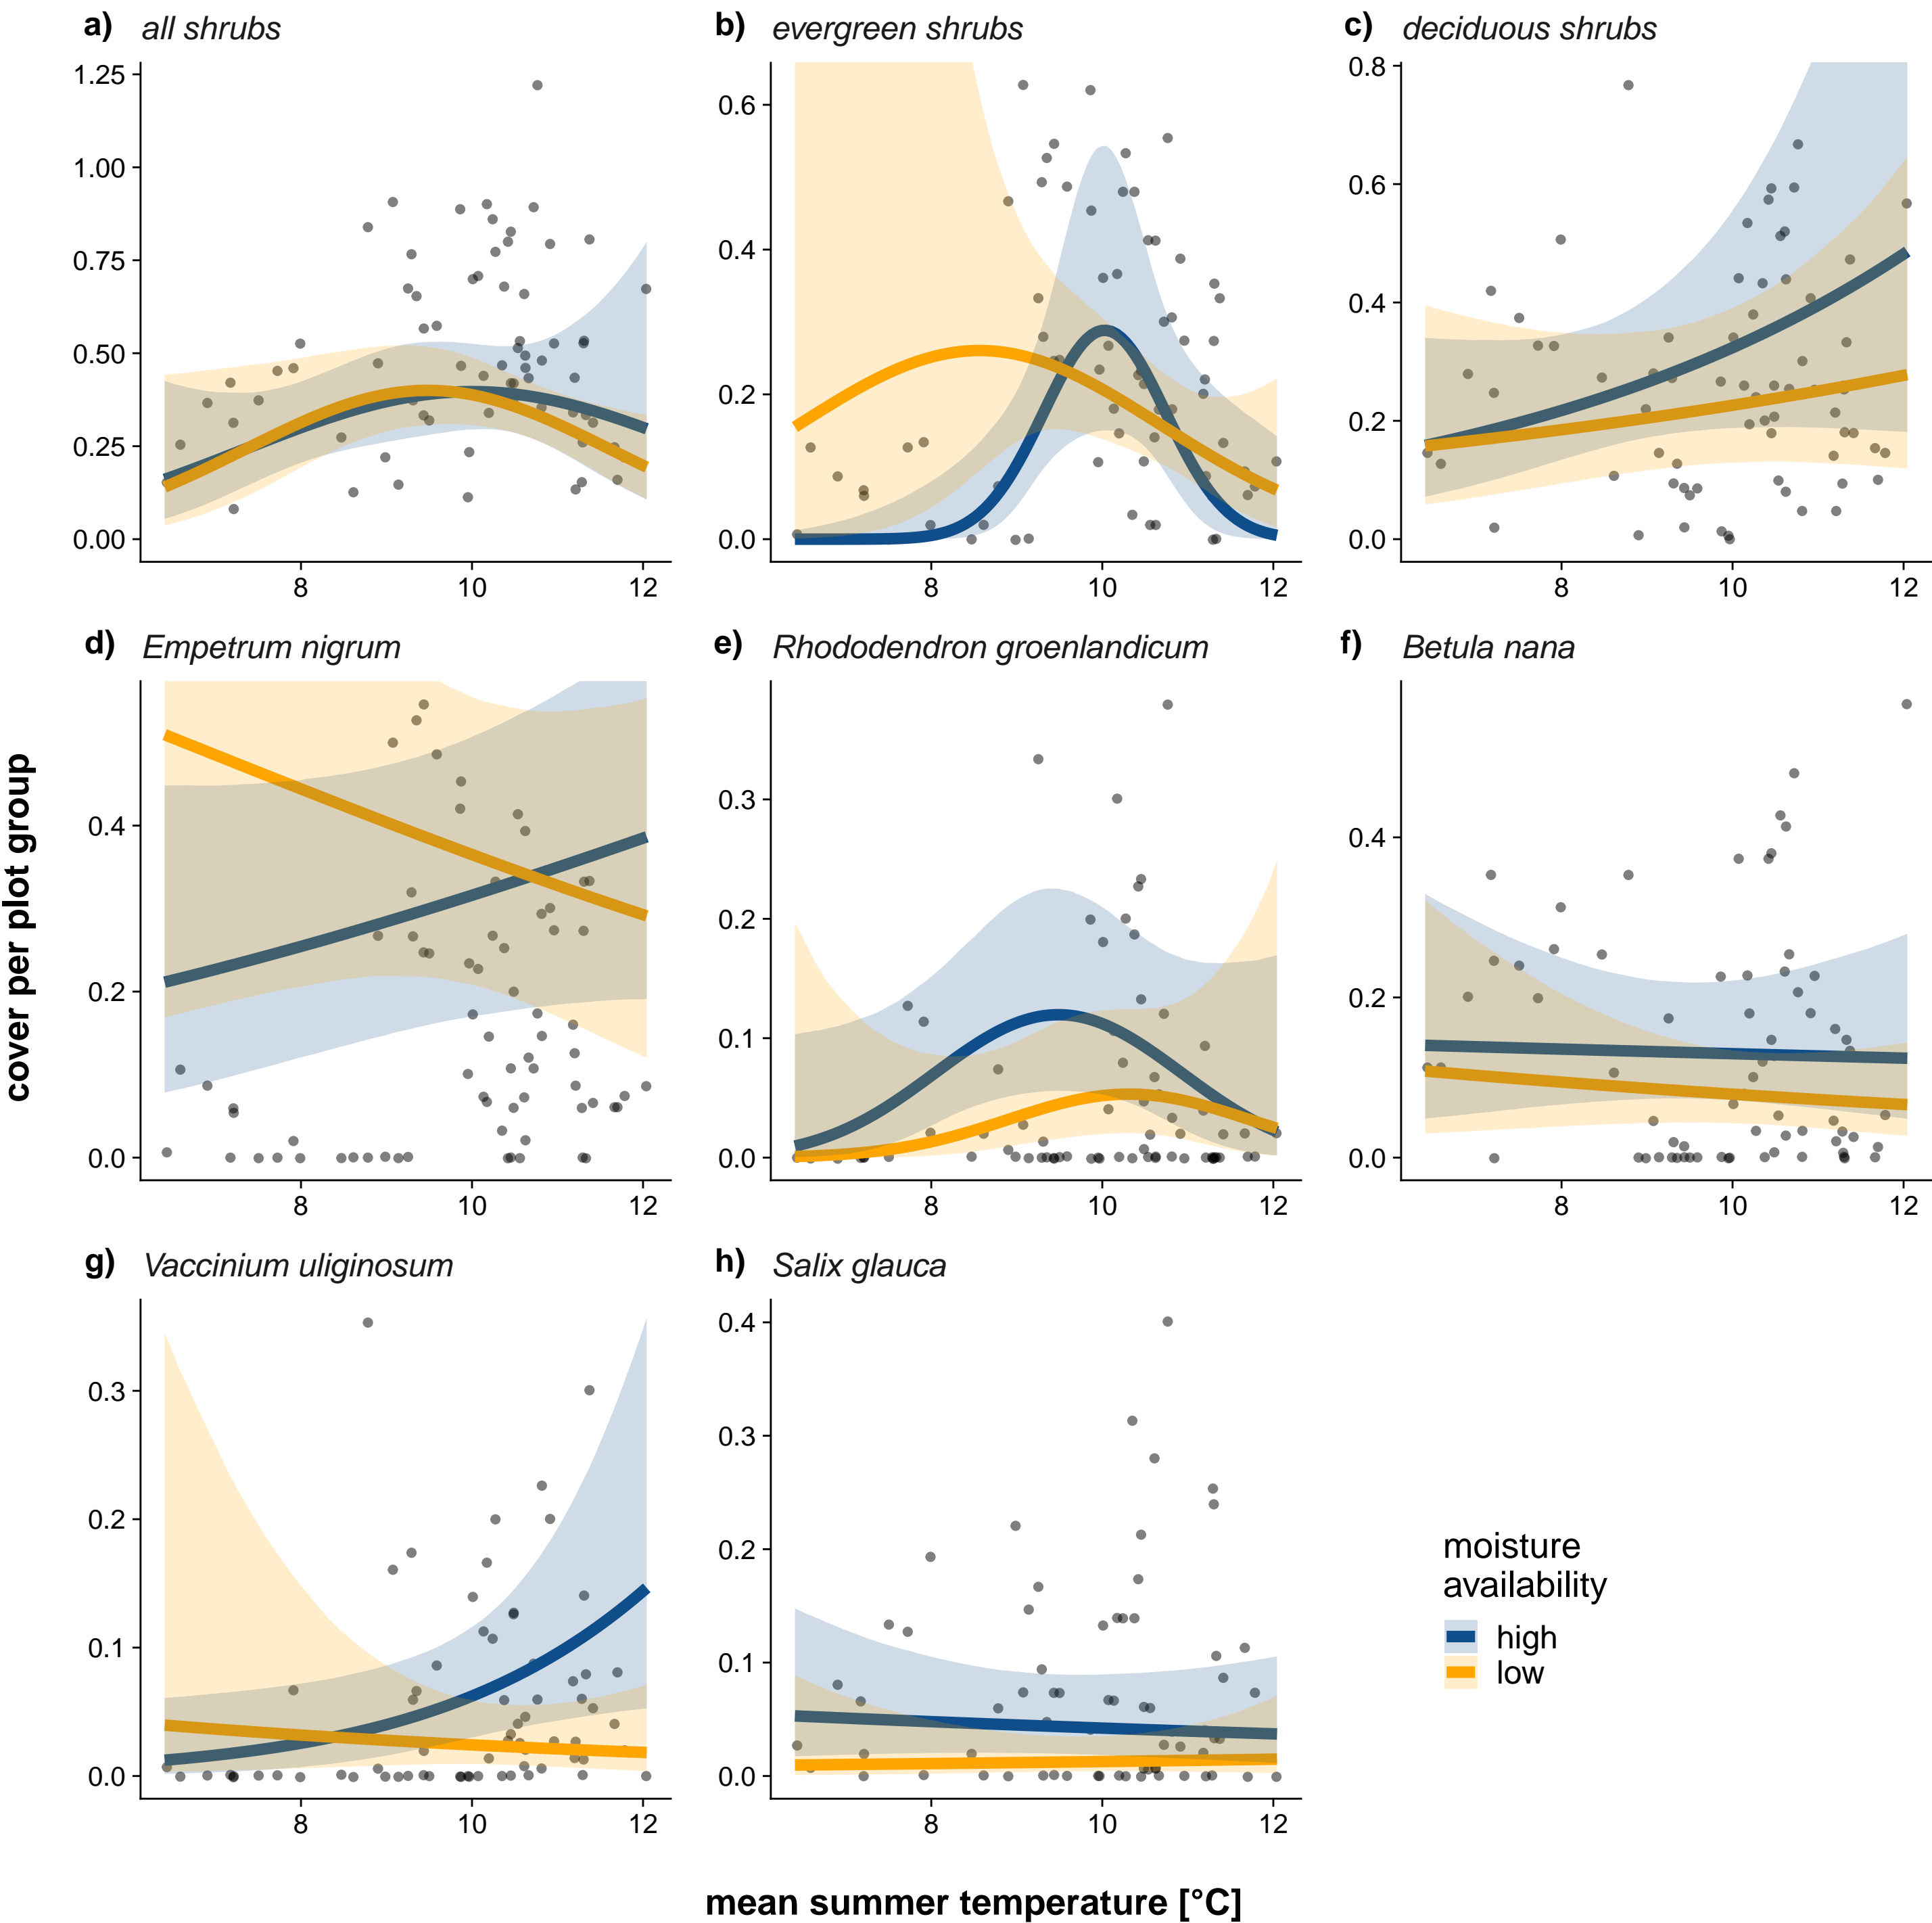 a) all shrubs
b) evergreen shrubs
c) deciduous shrubs
1.25
1.00
0.75
0.50
0.25
0.00
8 10 12
0.6
0.4
0.2
0.0
8 10 12
0.8
0.6
0.4
0.2
0.0
8 10 12
cover per plot group
d) Empetrum nigrum
e) Rhododendron groenlandicum
f) Betula nana
0.4
0.2
0.0
8 10 12
0.3
0.2
0.1
0.0
8 10 12
0.4
0.2
0.0
8 10 12
g) Vaccinium uliginosum
h) Salix glauca
0.3
0.2
0.1
0.0
8 10 12
0.4
0.3
0.2
0.1
0.0
8 10 12
moisture
availability
high
low
mean summer temperature [°C]